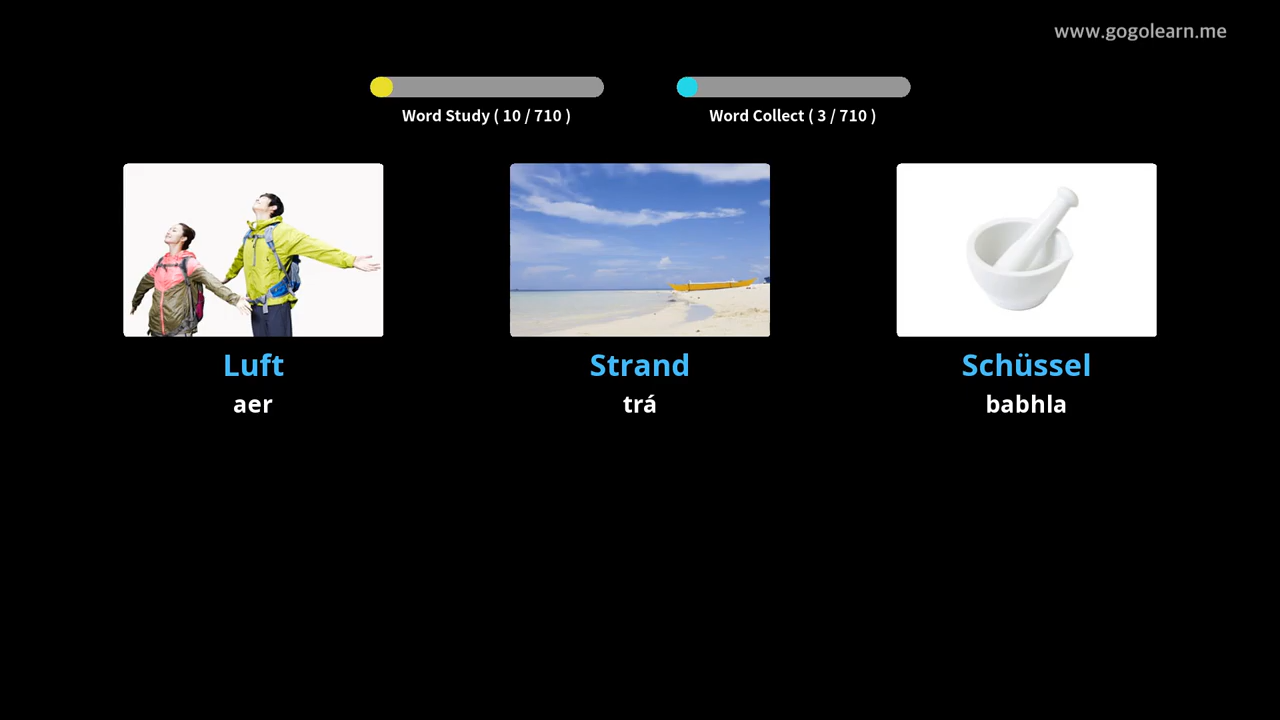 www.gogolearn.me
Word Study ( 10 / 710 )
Word Collect ( 3 / 710 )
Luft
aer
Strand
trá
Schüssel
babhla